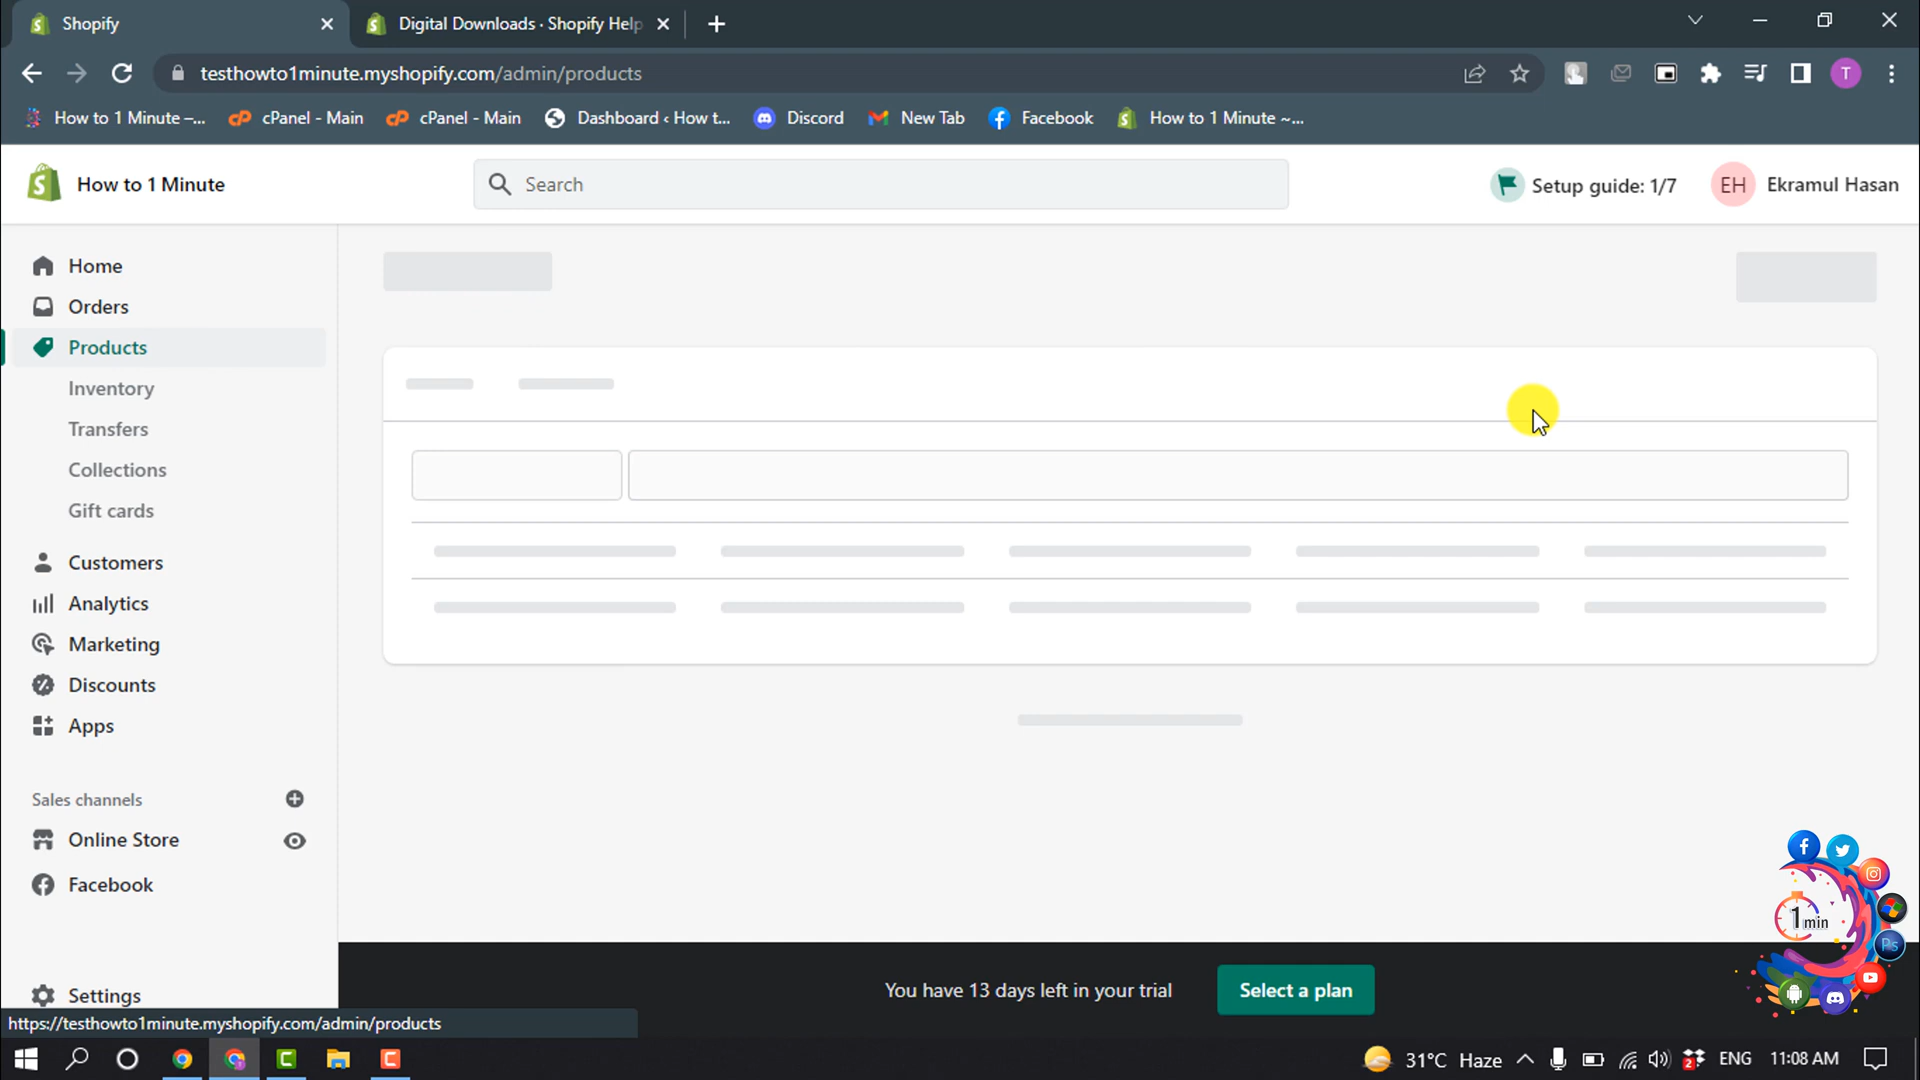 Shopify
Digital Downloads · Shopify Help
testhowto1minute.myshopify.com/admin/products
T
How to 1 Minute –...
cPanel - Main
cPanel - Main
Dashboard ‹ How t...
Discord
New Tab
Facebook
How to 1 Minute ~...
How to 1 Minute
Search
Setup guide: 1/7
EH
Ekramul Hasan
Home
Orders
Products
Inventory
Transfers
Collections
Gift cards
Customers
Analytics
Marketing
Discounts
Apps
Sales channels
Online Store
Facebook
Settings
You have 13 days left in your trial
Select a plan
1 min
Ps
https://testhowto1minute.myshopify.com/admin/products
31°C Haze
2
ENG
11:08 AM